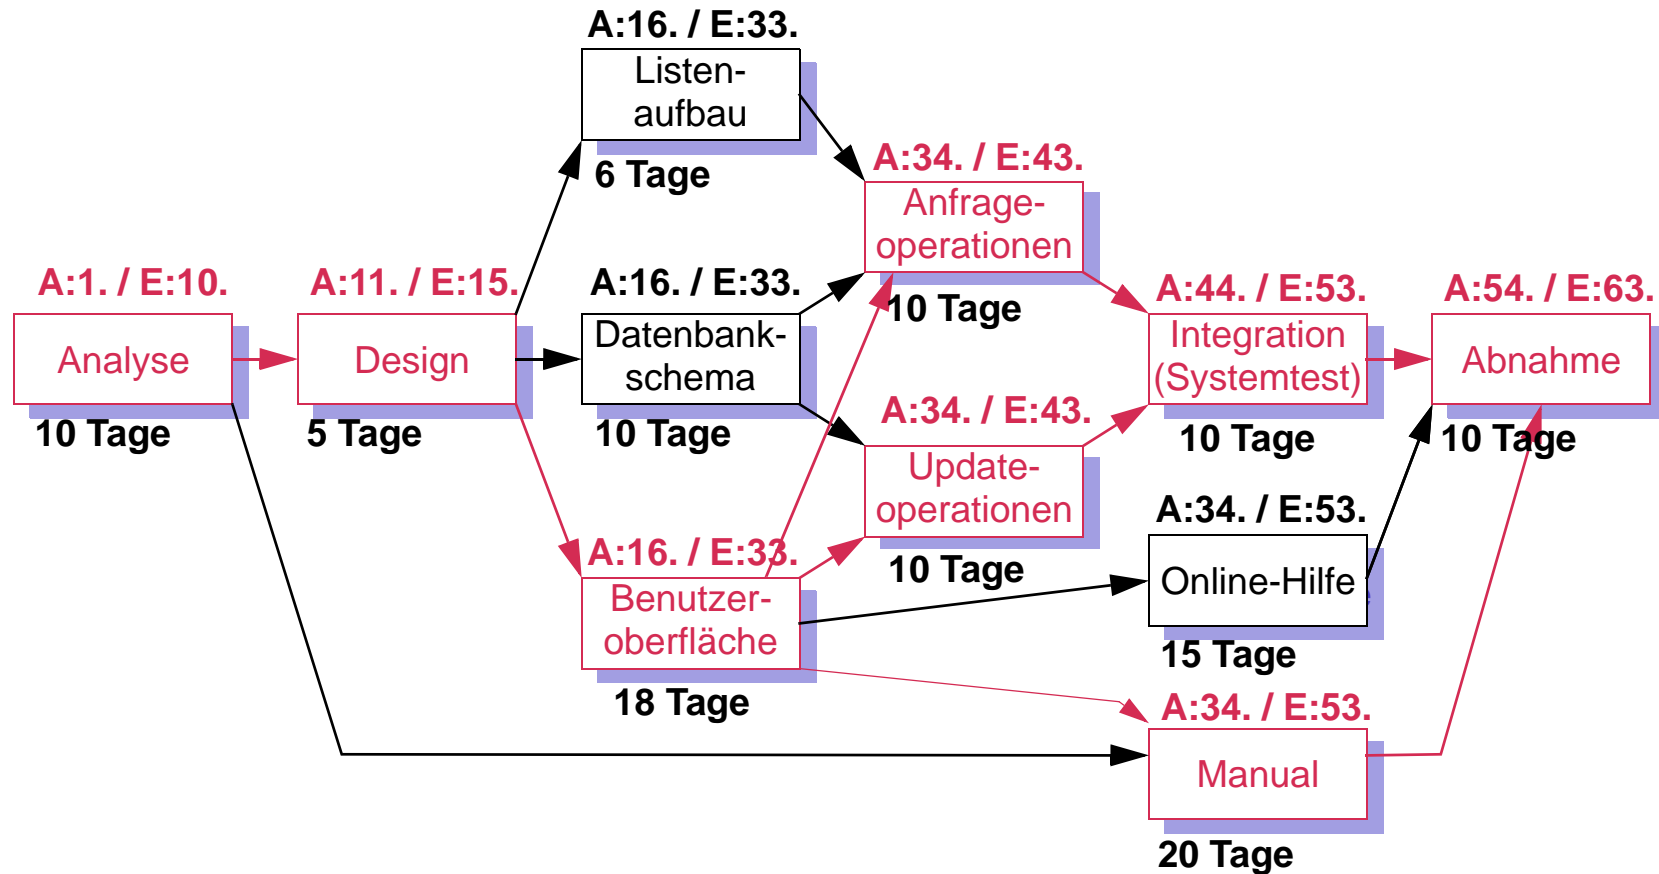 A:16. / E:33.
Listen-
aufbau
6 Tage
A:34. / E:43.
Anfrage-
operationen
10 Tage
A:1. / E:10.
Analyse
10 Tage
A:11. / E:15.
Design
5 Tage
A:16. / E:33.
Datenbank-
schema
10 Tage
A:44. / E:53.
Integration
(Systemtest)
10 Tage
A:54. / E:63.
Abnahme
10 Tage
A:34. / E:43.
Update-
operationen
10 Tage
A:16. / E:33.
Benutzer-
oberfläche
18 Tage
A:34. / E:53.
Online-Hilfe
15 Tage
A:34. / E:53.
Manual
20 Tage